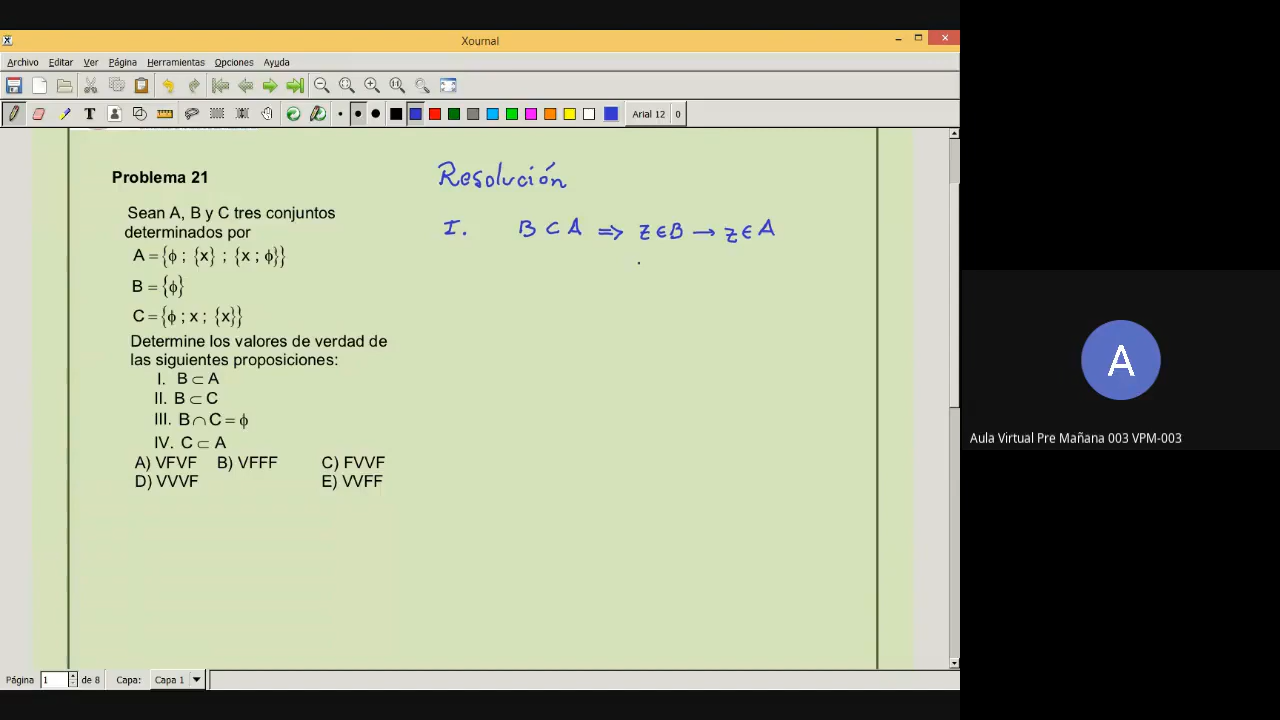 Xournal
Archivo Editar Ver Página Herramientas Opciones Ayuda
Arial 12 0
Problema 21
Sean A, B y C tres conjuntos
determinados por
A = {ϕ ; {x} ; {x ; ϕ}}
B = {ϕ}
C = {ϕ ; x ; {x}}
Determine los valores de verdad de
las siguientes proposiciones:
I. B ⊂ A
II. B ⊂ C
III. B ∩ C = ϕ
IV. C ⊂ A
A) VFVF B) VFFF C) FVVF
D) VVVF E) VVFF
Resolución
I. B ⊂ A ⇒ z ∈ B → z ∈ A
A
Aula Virtual Pre Mañana 003 VPM-003
Página 1 de 8 Capa: Capa 1